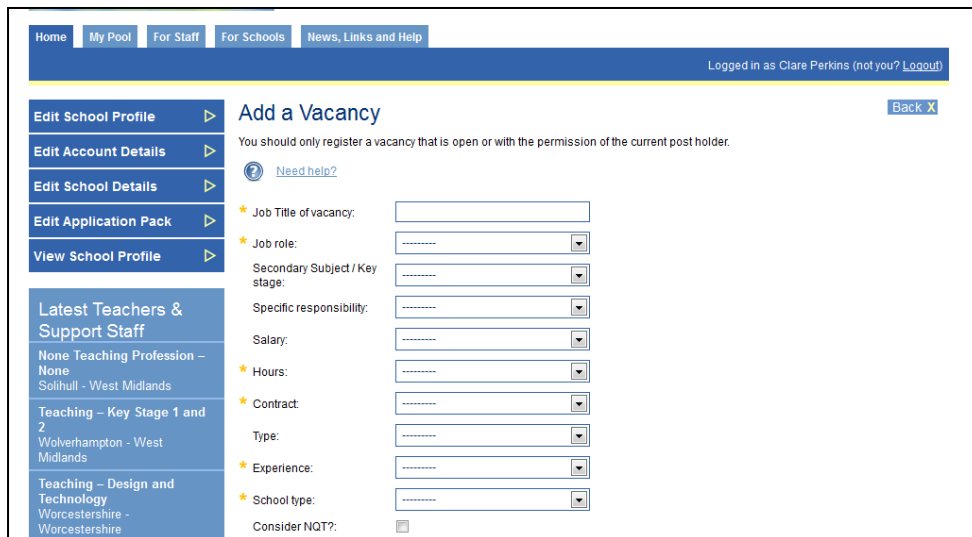 Home
My Pool
For Staff
For Schools
News, Links and Help
Logged in as Clare Perkins (not you? Logout)
Edit School Profile
Edit Account Details
Edit School Details
Edit Application Pack
View School Profile
Latest Teachers &
Support Staff
None Teaching Profession –
None
Solihull - West Midlands
Teaching – Key Stage 1 and
2
Wolverhampton - West
Midlands
Teaching – Design and
Technology
Worcestershire -
Worcestershire
Add a Vacancy
Back X
You should only register a vacancy that is open or with the permission of the current post holder.
? Need help?
* Job Title of vacancy:
* Job role: ---------
Secondary Subject / Key
stage: ---------
Specific responsibility: ---------
Salary: ---------
* Hours: ---------
* Contract: ---------
Type: ---------
* Experience: ---------
* School type: ---------
Consider NQT?: